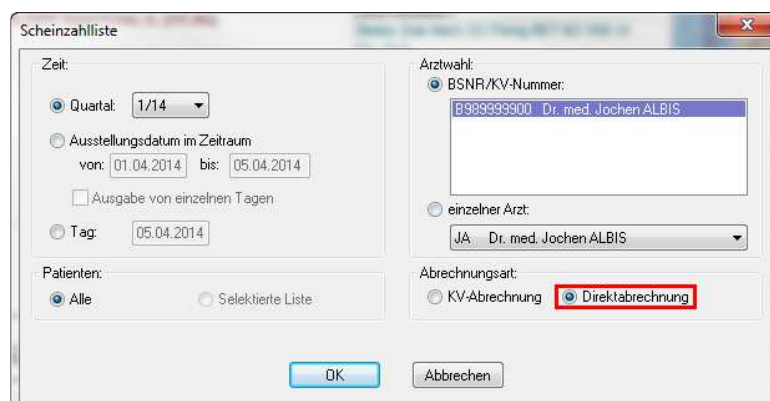 Scheinzahlliste
Zeit:
Quartal: 1/14
Ausstellungsdatum im Zeitraum
von: 01.04.2014 bis: 05.04.2014
Ausgabe von einzelnen Tagen
Tag: 05.04.2014
Patienten:
Alle Selektierte Liste
Arztwahl:
BSNR/KV-Nummer:
B989999900 Dr. med. Jochen ALBIS
einzelner Arzt:
JA Dr. med. Jochen ALBIS
Abrechnungsart:
KV-Abrechnung Direktabrechnung
OK Abbrechen